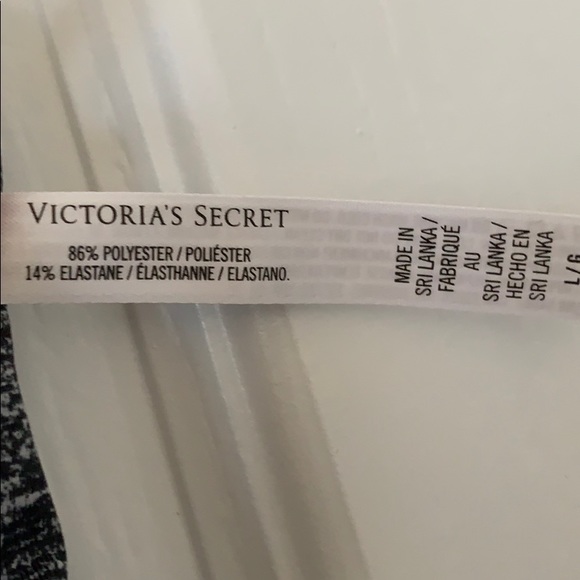 VICTORIA'S SECRET
86% POLYESTER / POLIÉSTER
14% ELASTANE / ÉLASTHANNE / ELASTANO.
MADE IN
SRI LANKA /
FABRIQUÉ
AU
SRI LANKA /
HECHO EN
SRI LANKA
L / G